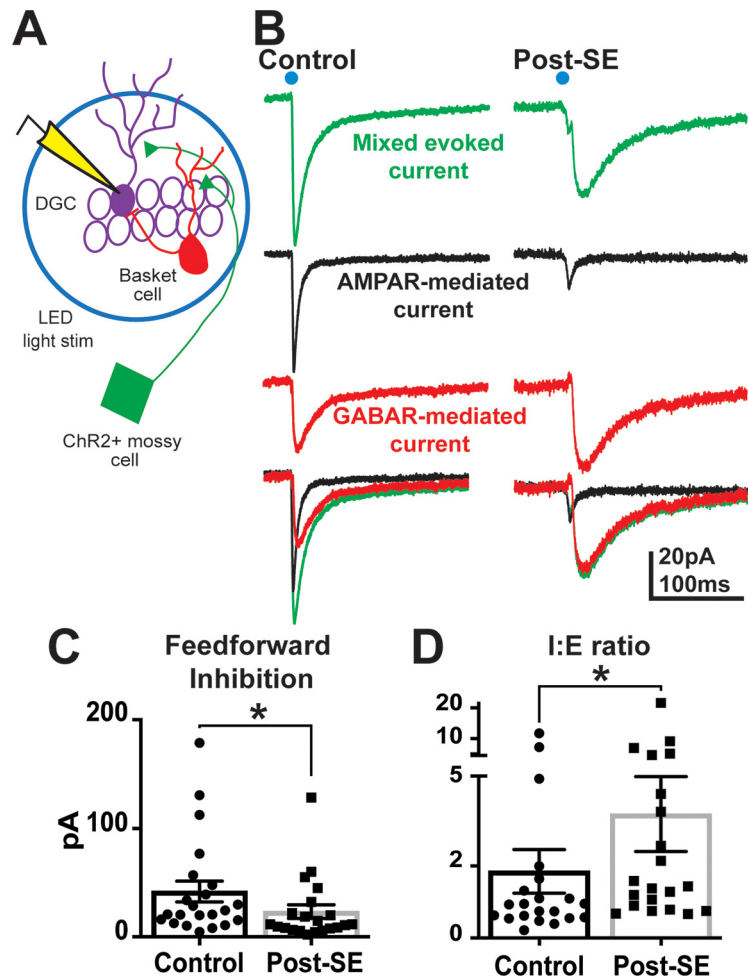 A
B
Control
Post-SE
Mixed evoked
current
DGC
AMPAR-mediated
current
Basket
cell
LED
light stim
GABAR-mediated
current
ChR2+ mossy
cell
20pA
100ms
C
Feedforward
Inhibition
*
200
100
0
pA
Control
Post-SE
D
I:E ratio
*
20
10
5
2
0
Control
Post-SE